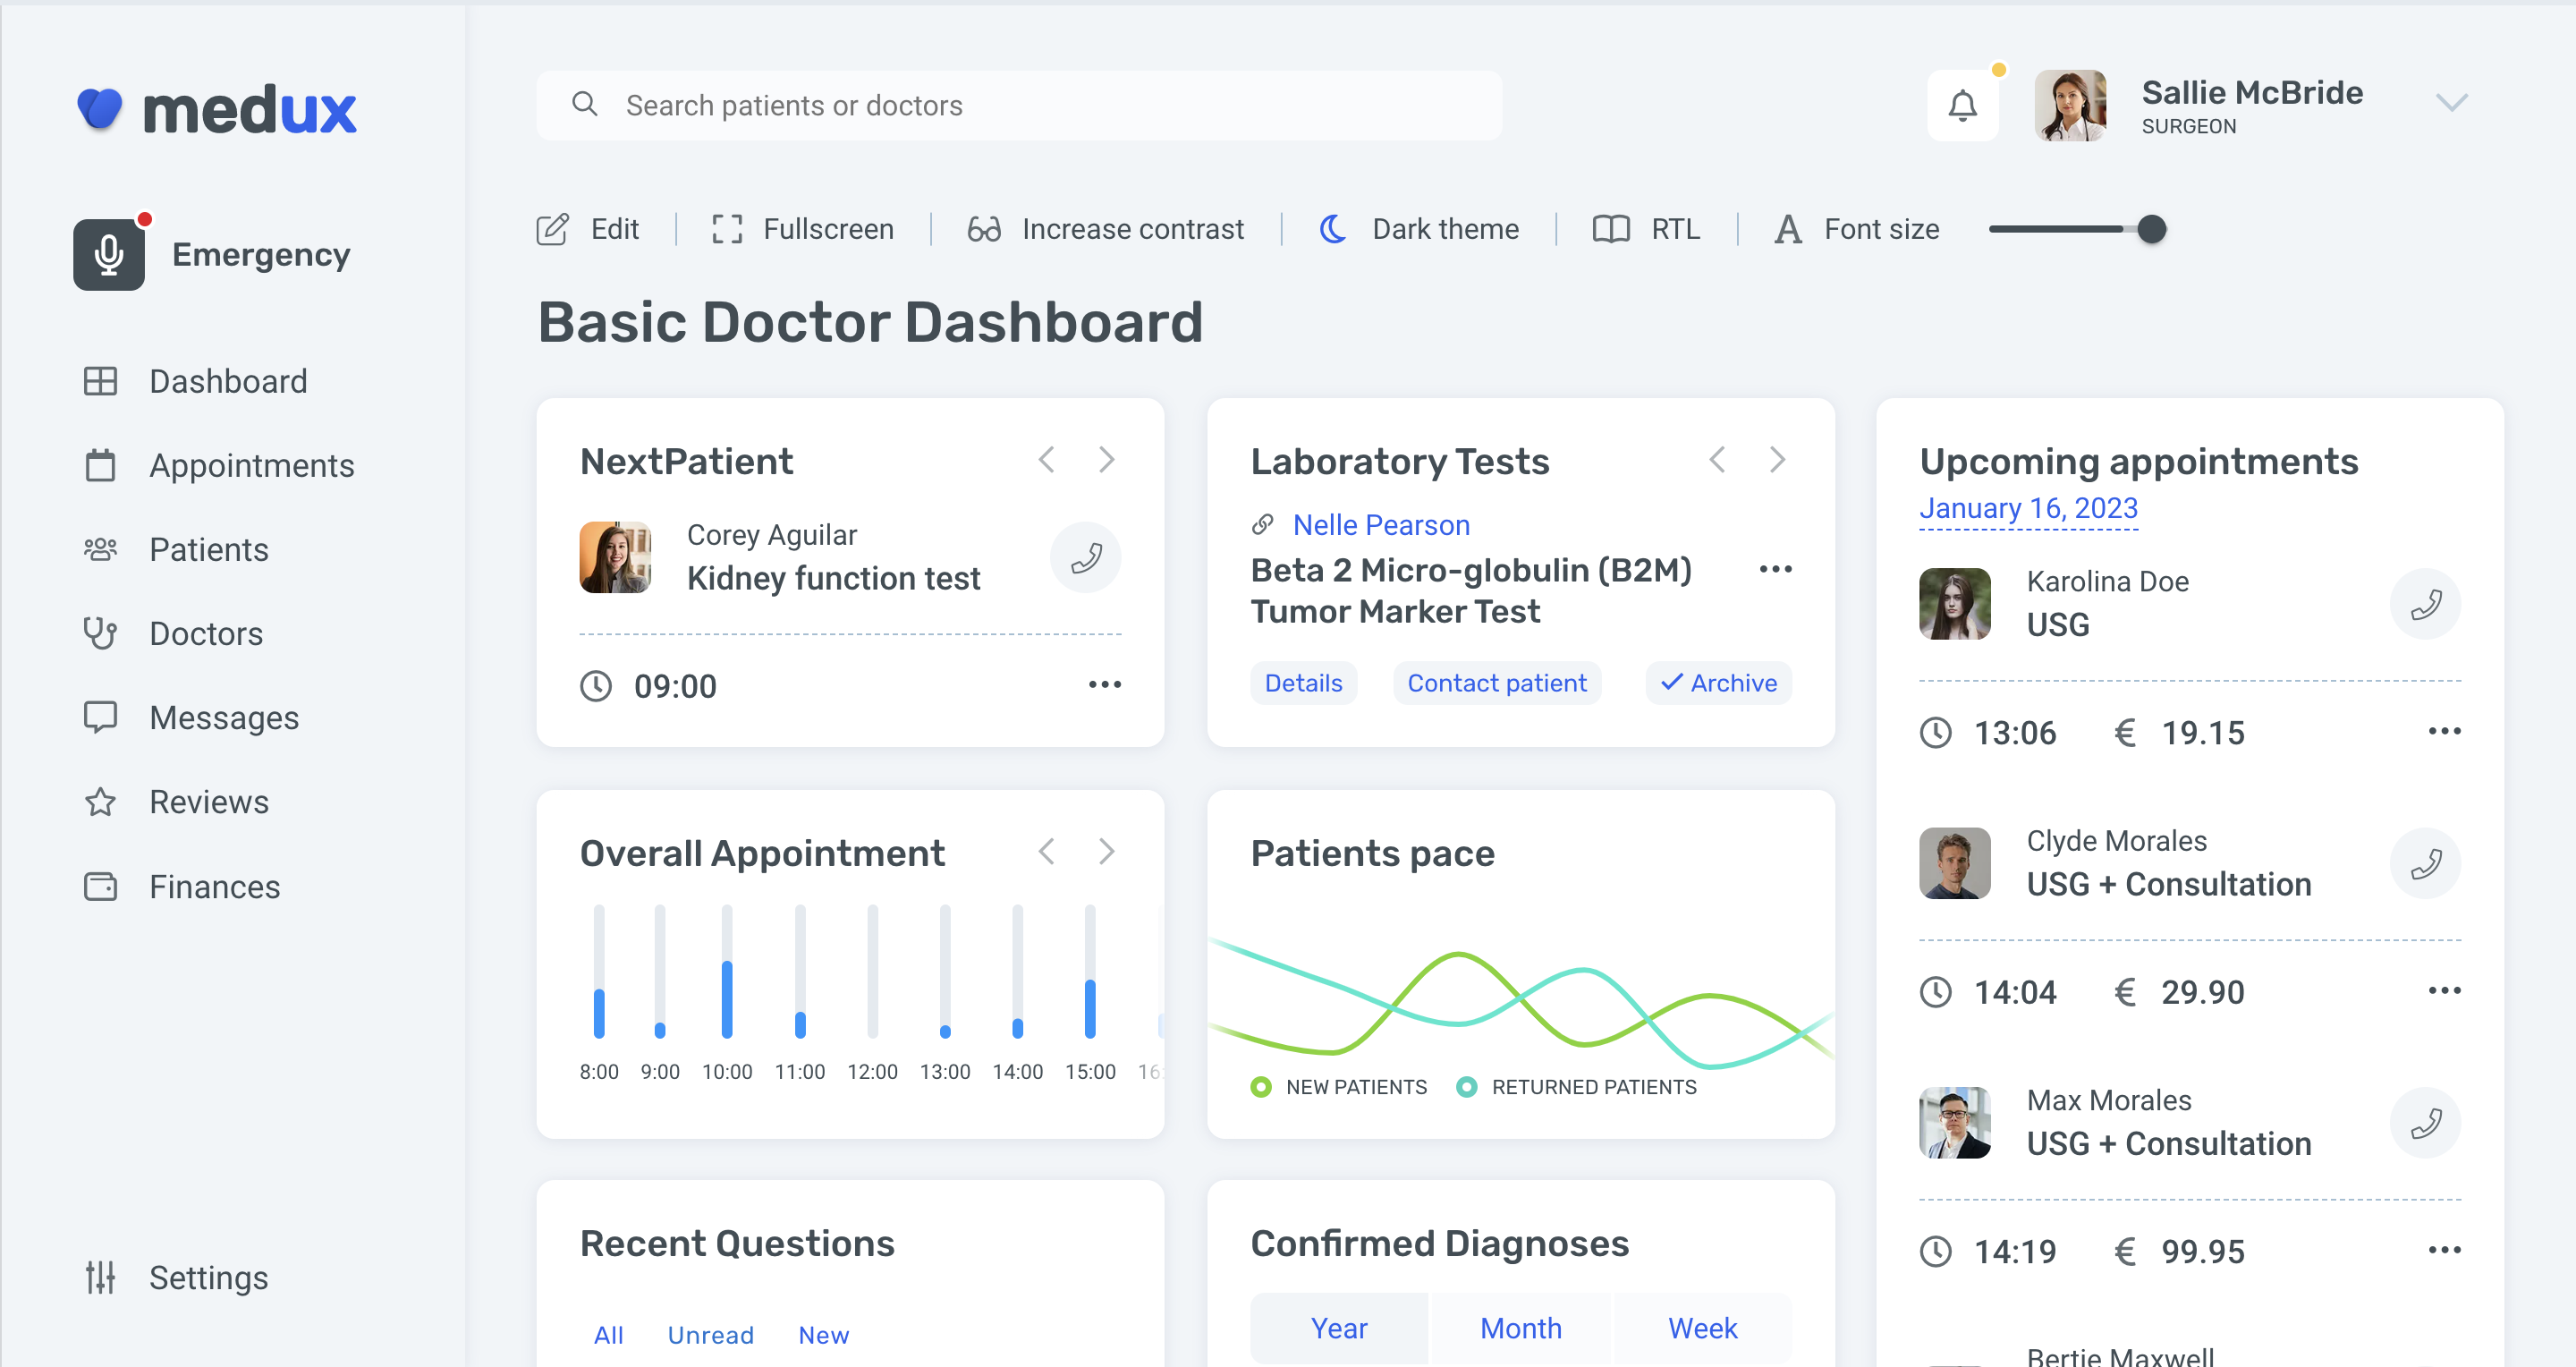 medux
Emergency
Dashboard
Appointments
Patients
Doctors
Messages
Reviews
Finances
Settings
Search patients or doctors
Sallie McBride
SURGEON
Edit
Fullscreen
Increase contrast
Dark theme
RTL
A Font size
Basic Doctor Dashboard
NextPatient
Corey Aguilar
Kidney function test
09:00
Laboratory Tests
Nelle Pearson
Beta 2 Micro-globulin (B2M)
Tumor Marker Test
Details Contact patient Archive
Overall Appointment
8:00 9:00 10:00 11:00 12:00 13:00 14:00 15:00 16:
Patients pace
NEW PATIENTS RETURNED PATIENTS
Recent Questions
All Unread New
Confirmed Diagnoses
Year Month Week
Upcoming appointments
January 16, 2023
Karolina Doe
USG
13:06 € 19.15
Clyde Morales
USG + Consultation
14:04 € 29.90
Max Morales
USG + Consultation
14:19 € 99.95
Bertie Maxwell